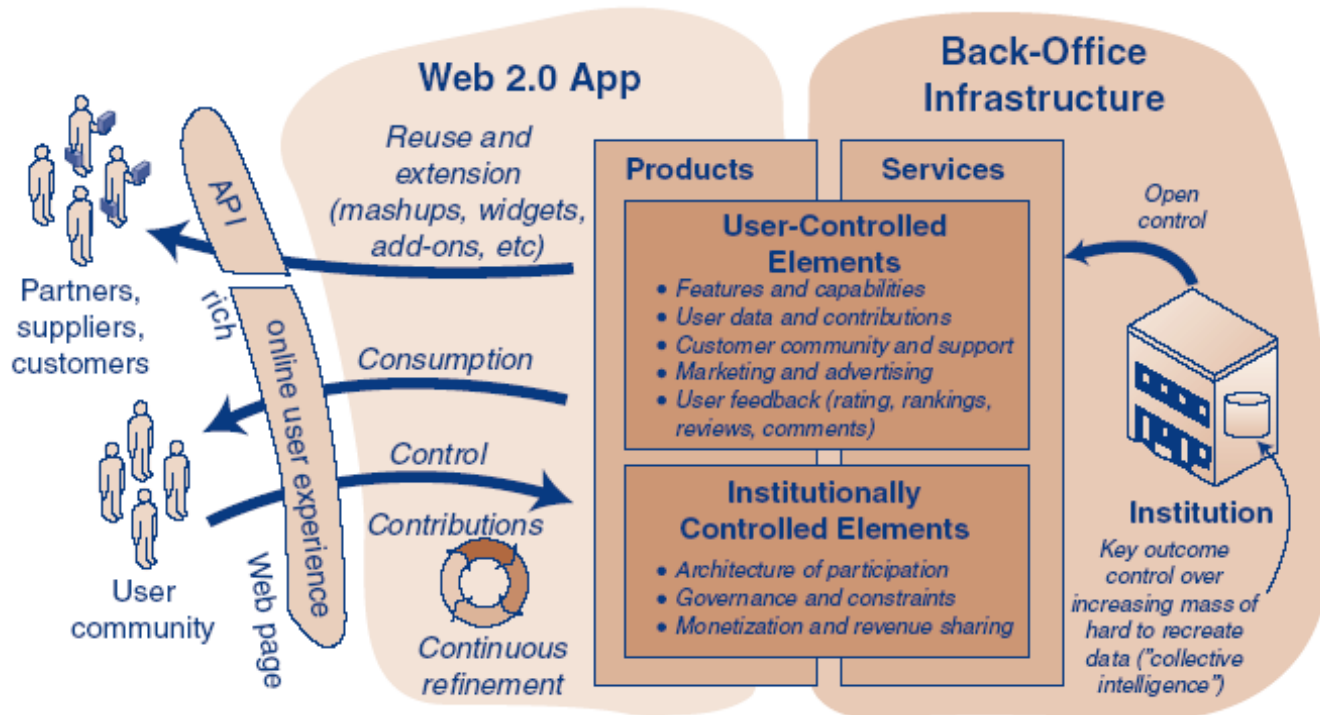 Web 2.0 App
Back-Office
Infrastructure
API
rich
online user experience
Web page
Partners,
suppliers,
customers
User
community
Reuse and
extension
(mashups, widgets,
add-ons, etc)
Consumption
Control
Contributions
Continuous
refinement
Products
Services
User-Controlled
Elements
• Features and capabilities
• User data and contributions
• Customer community and support
• Marketing and advertising
• User feedback (rating, rankings,
reviews, comments)
Institutionally
Controlled Elements
• Architecture of participation
• Governance and constraints
• Monetization and revenue sharing
Open
control
Institution
Key outcome
control over
increasing mass of
hard to recreate
data ("collective
intelligence")